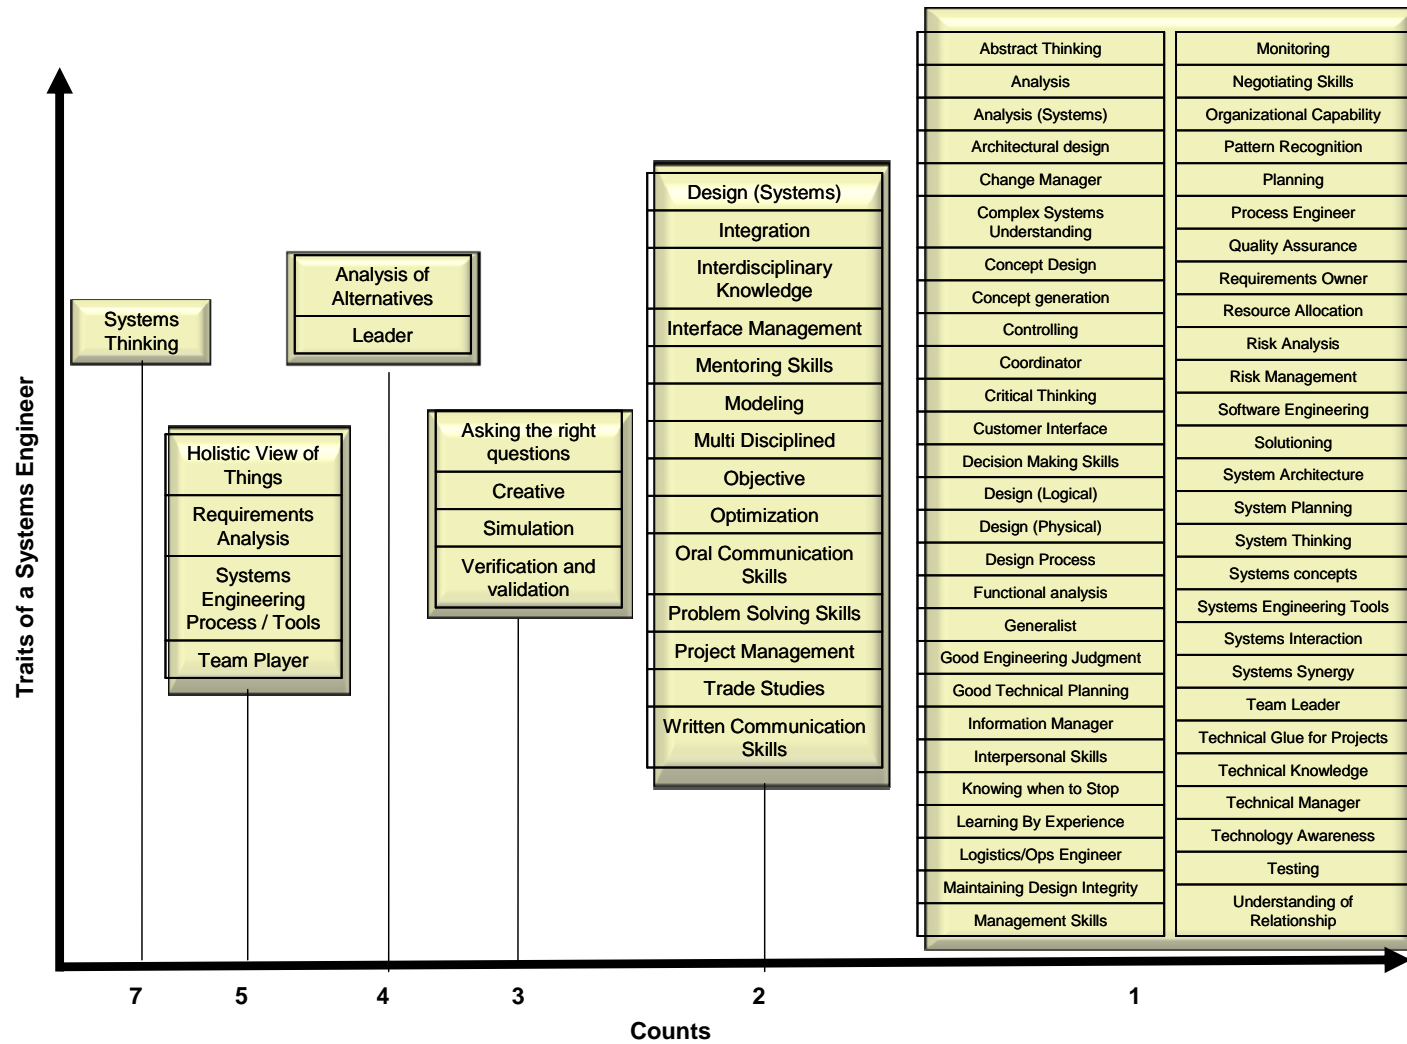 Traits of a Systems Engineer
Systems
Thinking
Holistic View of
Things
Requirements
Analysis
Systems
Engineering
Process / Tools
Team Player
Analysis of
Alternatives
Leader
Asking the right
questions
Creative
Simulation
Verification and
validation
Design (Systems)
Integration
Interdisciplinary
Knowledge
Interface Management
Mentoring Skills
Modeling
Multi Disciplined
Objective
Optimization
Oral Communication
Skills
Problem Solving Skills
Project Management
Trade Studies
Written Communication
Skills
Abstract Thinking
Analysis
Analysis (Systems)
Architectural design
Change Manager
Complex Systems
Understanding
Concept Design
Concept generation
Controlling
Coordinator
Critical Thinking
Customer Interface
Decision Making Skills
Design (Logical)
Design (Physical)
Design Process
Functional analysis
Generalist
Good Engineering Judgment
Good Technical Planning
Information Manager
Interpersonal Skills
Knowing when to Stop
Learning By Experience
Logistics/Ops Engineer
Maintaining Design Integrity
Management Skills
Monitoring
Negotiating Skills
Organizational Capability
Pattern Recognition
Planning
Process Engineer
Quality Assurance
Requirements Owner
Resource Allocation
Risk Analysis
Risk Management
Software Engineering
Solutioning
System Architecture
System Planning
System Thinking
Systems concepts
Systems Engineering Tools
Systems Interaction
Systems Synergy
Team Leader
Technical Glue for Projects
Technical Knowledge
Technical Manager
Technology Awareness
Testing
Understanding of
Relationship
7 5 4 3 2 1
Counts